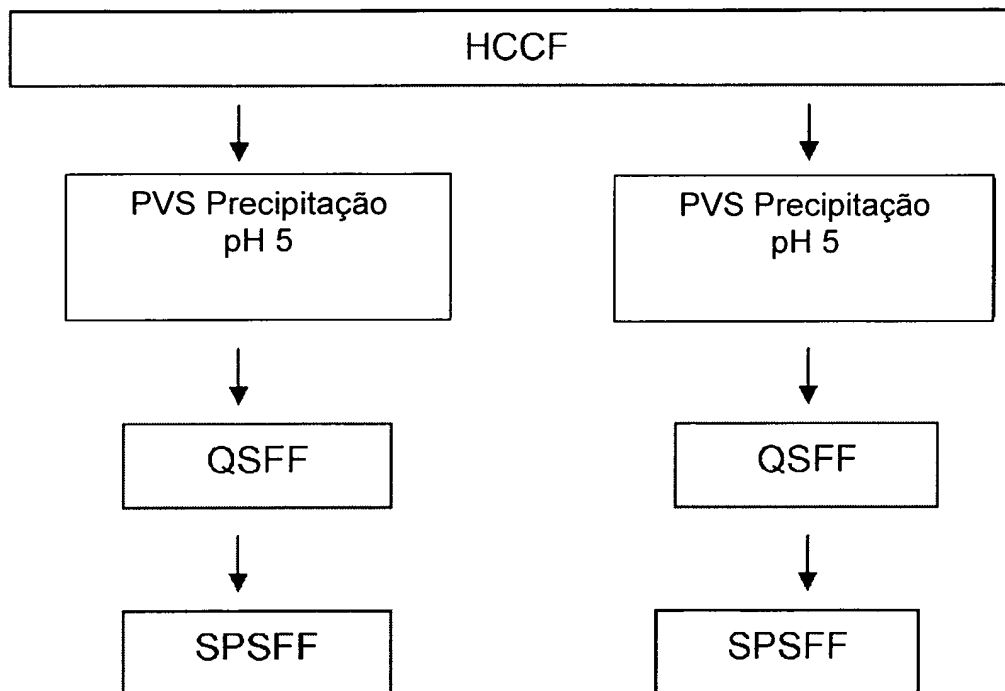 HCCF
PVS Precipitação
pH 5
PVS Precipitação
pH 5
QSFF
QSFF
SPSFF
SPSFF